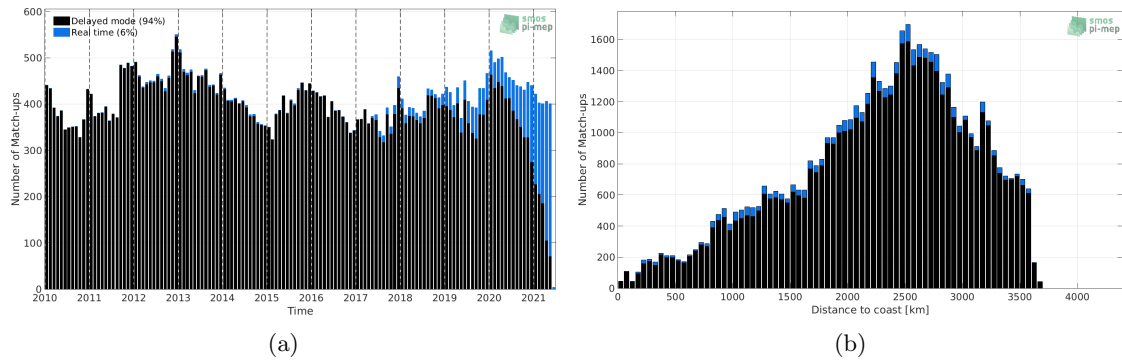 Delayed mode (94%)
Real time (6%)
smos
pi-mep
Number of Match-ups
600
500
400
300
200
100
0
2010 2011 2012 2013 2014 2015 2016 2017 2018 2019 2020 2021
Time
(a)
smos
pi-mep
Number of Match-ups
1600
1400
1200
1000
800
600
400
200
0
0 500 1000 1500 2000 2500 3000 3500 4000
Distance to coast [km]
(b)